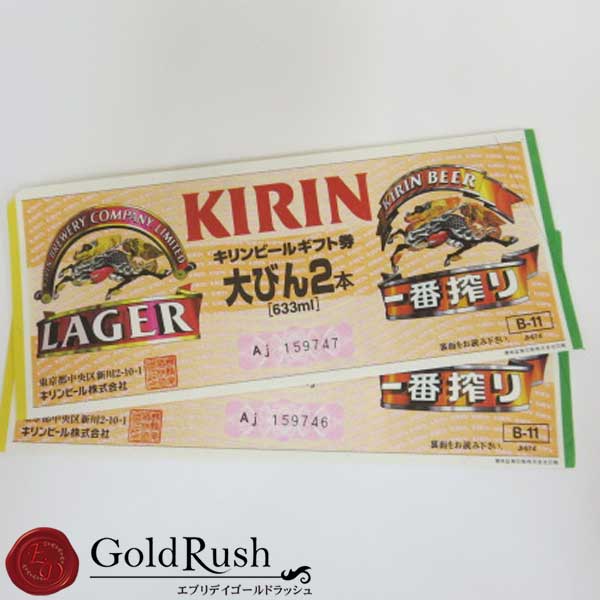 KIRIN
BREWERY COMPANY LIMITED
LAGER
キリンビールギフト券
大びん2本
[633ml]
KIRIN BEER
一番搾り
B-11
裏面をお読み下さい。
Aj 159747
東京都中央区新川2-10-1
キリンビール株式会社
一番搾り
B-11
裏面をお読み下さい。
Aj 159746
東京都中央区新川2-10-1
キリンビール株式会社
GoldRush
エブリデイゴールドラッシュ